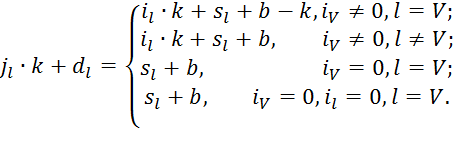 i_l · k + s_l + b − k, i_V ≠ 0, l = V;
i_l · k + s_l + b, i_V ≠ 0, l ≠ V;
j_l · k + d_l =
s_l + b, i_V = 0, l = V;
s_l + b, i_V = 0, i_l = 0, l = V.